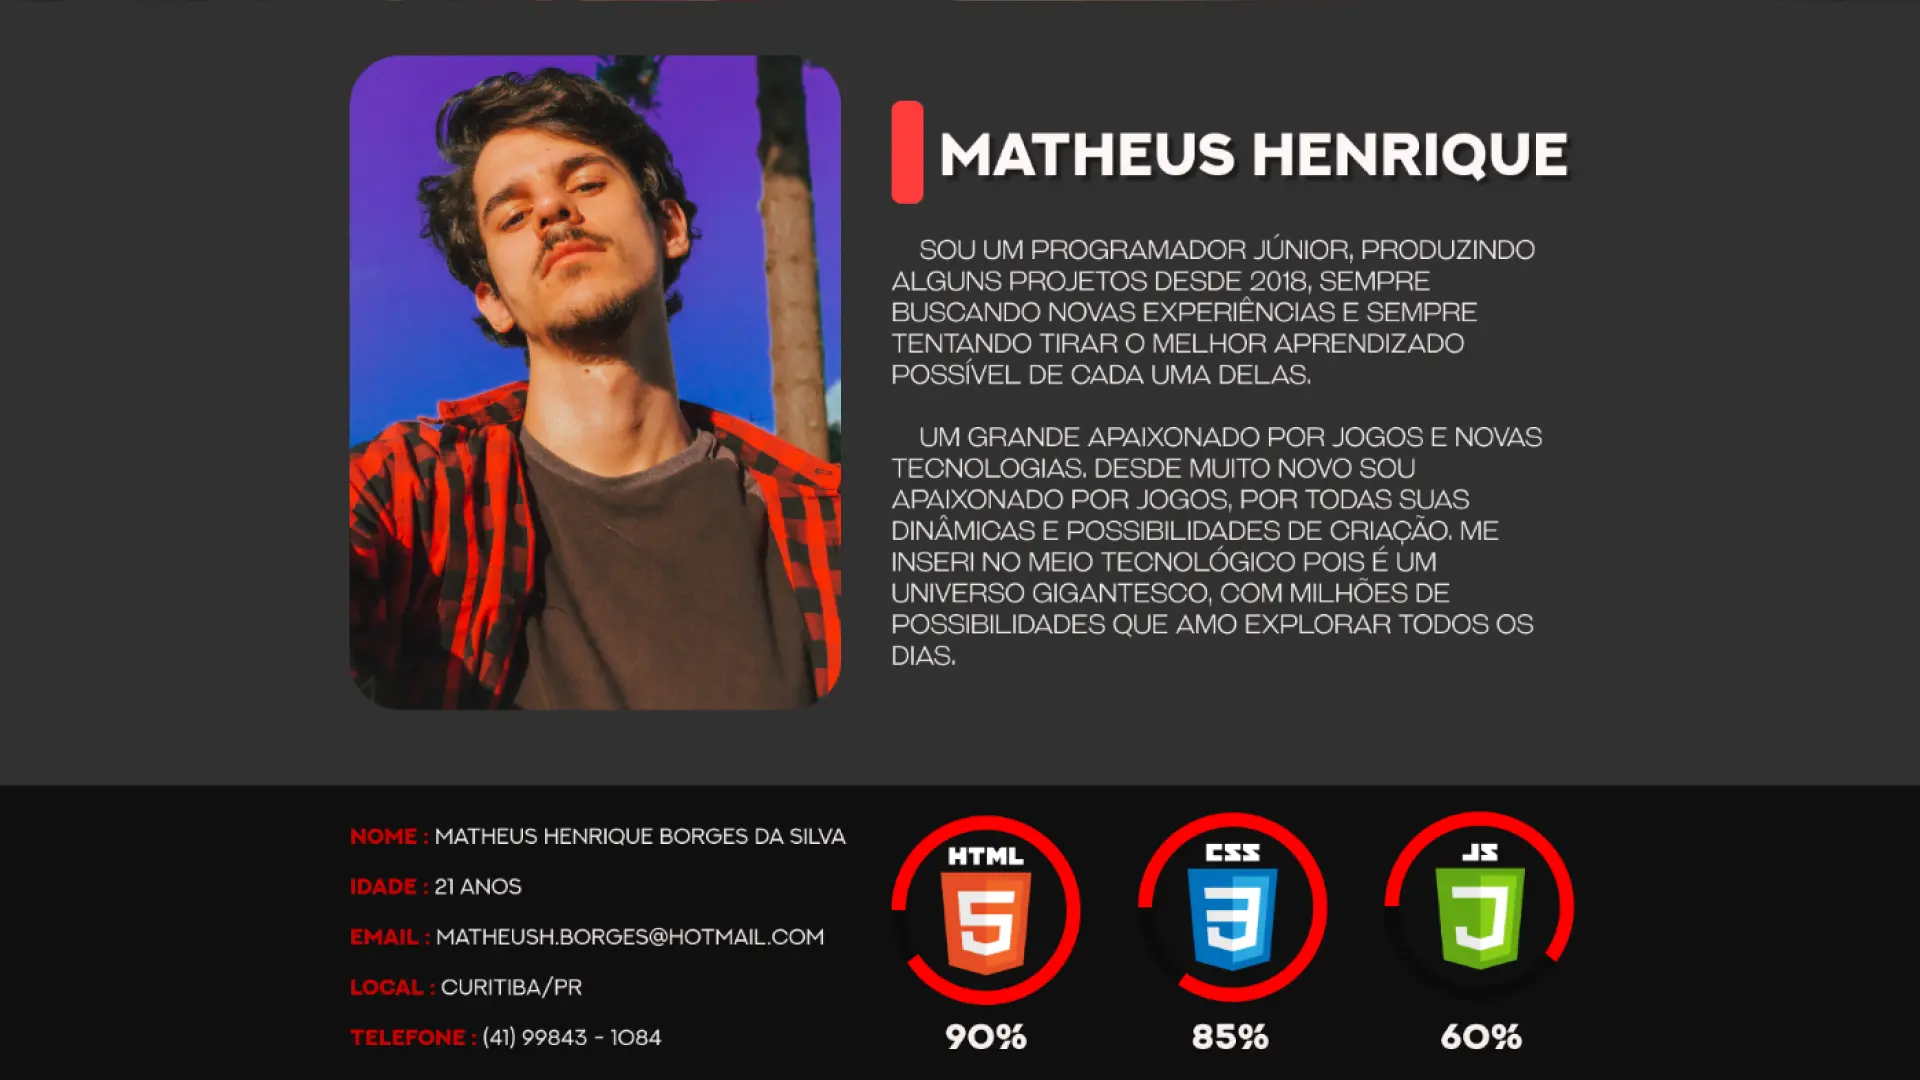 MATHEUS HENRIQUE
SOU UM PROGRAMADOR JÚNIOR, PRODUZINDO
ALGUNS PROJETOS DESDE 2018, SEMPRE
BUSCANDO NOVAS EXPERIÊNCIAS E SEMPRE
TENTANDO TIRAR O MELHOR APRENDIZADO
POSSÍVEL DE CADA UMA DELAS.
UM GRANDE APAIXONADO POR JOGOS E NOVAS
TECNOLOGIAS. DESDE MUITO NOVO SOU
APAIXONADO POR JOGOS, POR TODAS SUAS
DINÂMICAS E POSSIBILIDADES DE CRIAÇÃO. ME
INSERI NO MEIO TECNOLÓGICO POIS É UM
UNIVERSO GIGANTESCO, COM MILHÕES DE
POSSIBILIDADES QUE AMO EXPLORAR TODOS OS
DIAS.
NOME : MATHEUS HENRIQUE BORGES DA SILVA
IDADE : 21 ANOS
EMAIL : MATHEUSH.BORGES@HOTMAIL.COM
LOCAL : CURITIBA/PR
TELEFONE : (41) 99843 - 1084
HTML
5
90%
CSS
3
85%
JS
J
60%